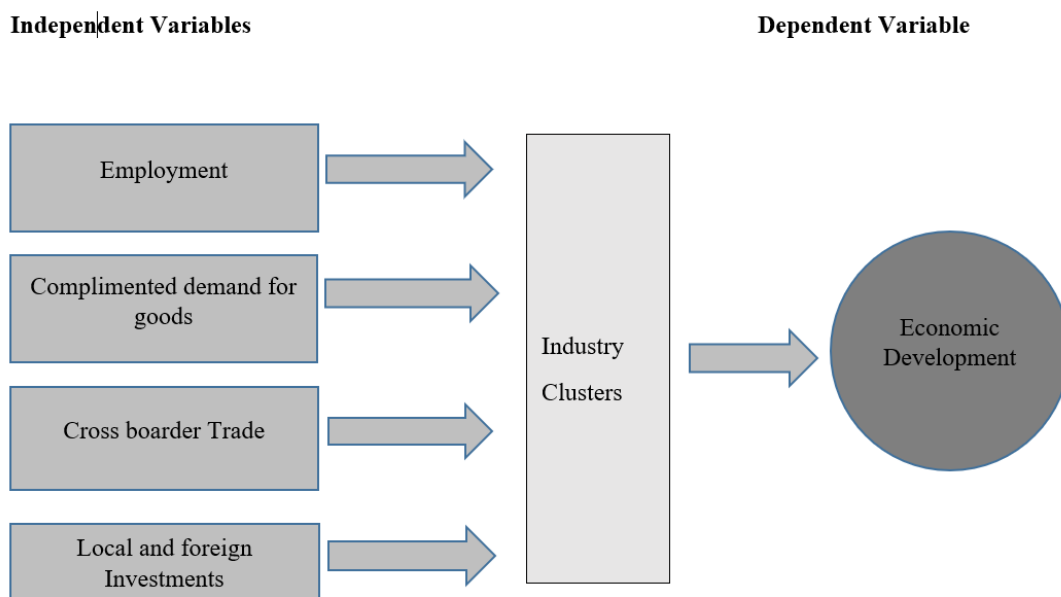 Independent Variables
Dependent Variable
Employment
Complimented demand for
goods
Cross boarder Trade
Local and foreign
Investments
Industry
Clusters
Economic
Development